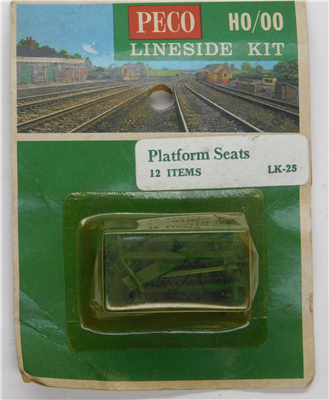 PECO HO/OO
LINESIDE KIT
Platform Seats
12 ITEMS LK-25